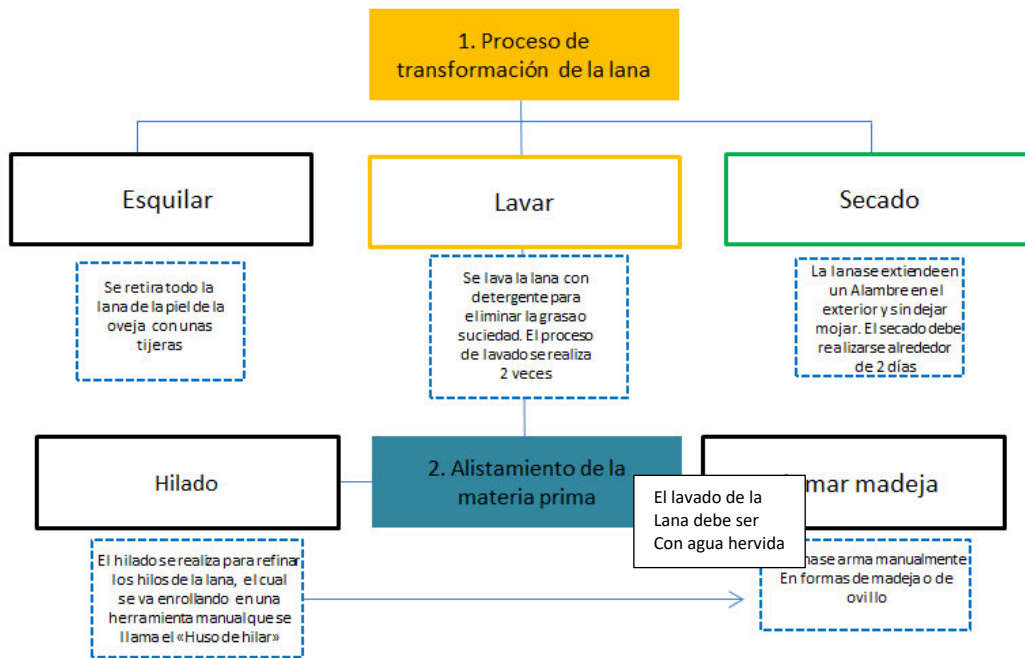 1. Proceso de
transformación de la lana
Esquilar
Lavar
Secado
Se retira todo la
lana de la piel de la
oveja con unas
tijeras
Se lava la lana con
detergente para
eliminar la grasa o
suciedad. El proceso
de lavado se realiza
2 veces
La lana se extiende en
un Alambre en el
exterior y sin dejar
mojar. El secado debe
realizarse alrededor
de 2 días
Hilado
2. Alistamiento de la
materia prima
madeja
El lavado de la
Lana debe ser
Con agua hervida
El hilado se realiza para refinar
los hilos de la lana, el cual
se va enrollando en una
herramienta manual que se
llama el «Huso de hilar»
se arma manualmente
En formas de madeja o de
ovillo